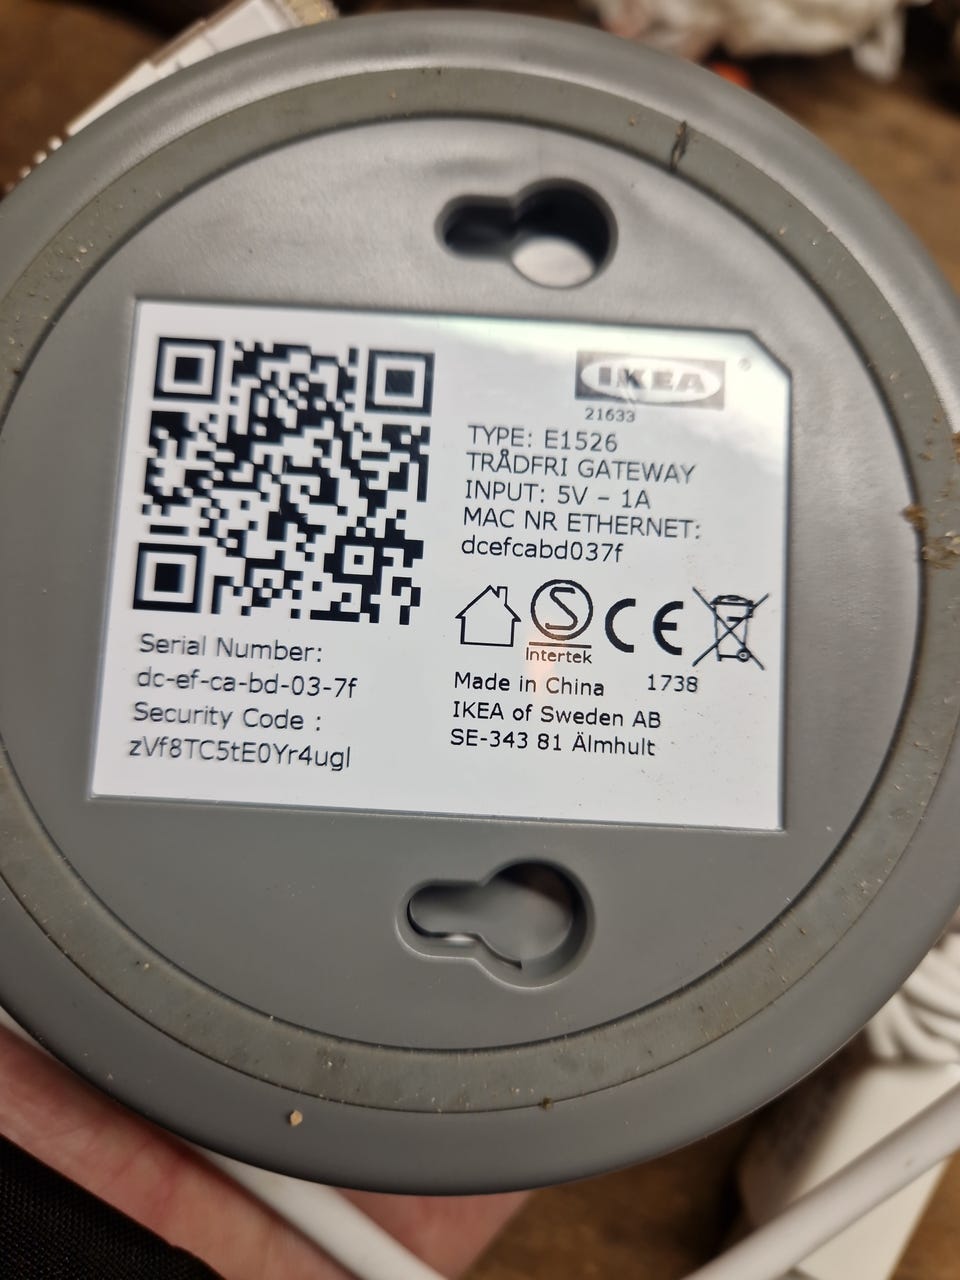 IKEA
®
21633
TYPE: E1526
TRÅDFRI GATEWAY
INPUT: 5V – 1A
MAC NR ETHERNET:
dcefcabd037f
S
Intertek
CE
Serial Number:
dc-ef-ca-bd-03-7f
Security Code :
zVf8TC5tE0Yr4ugl
Made in China 1738
IKEA of Sweden AB
SE-343 81 Älmhult